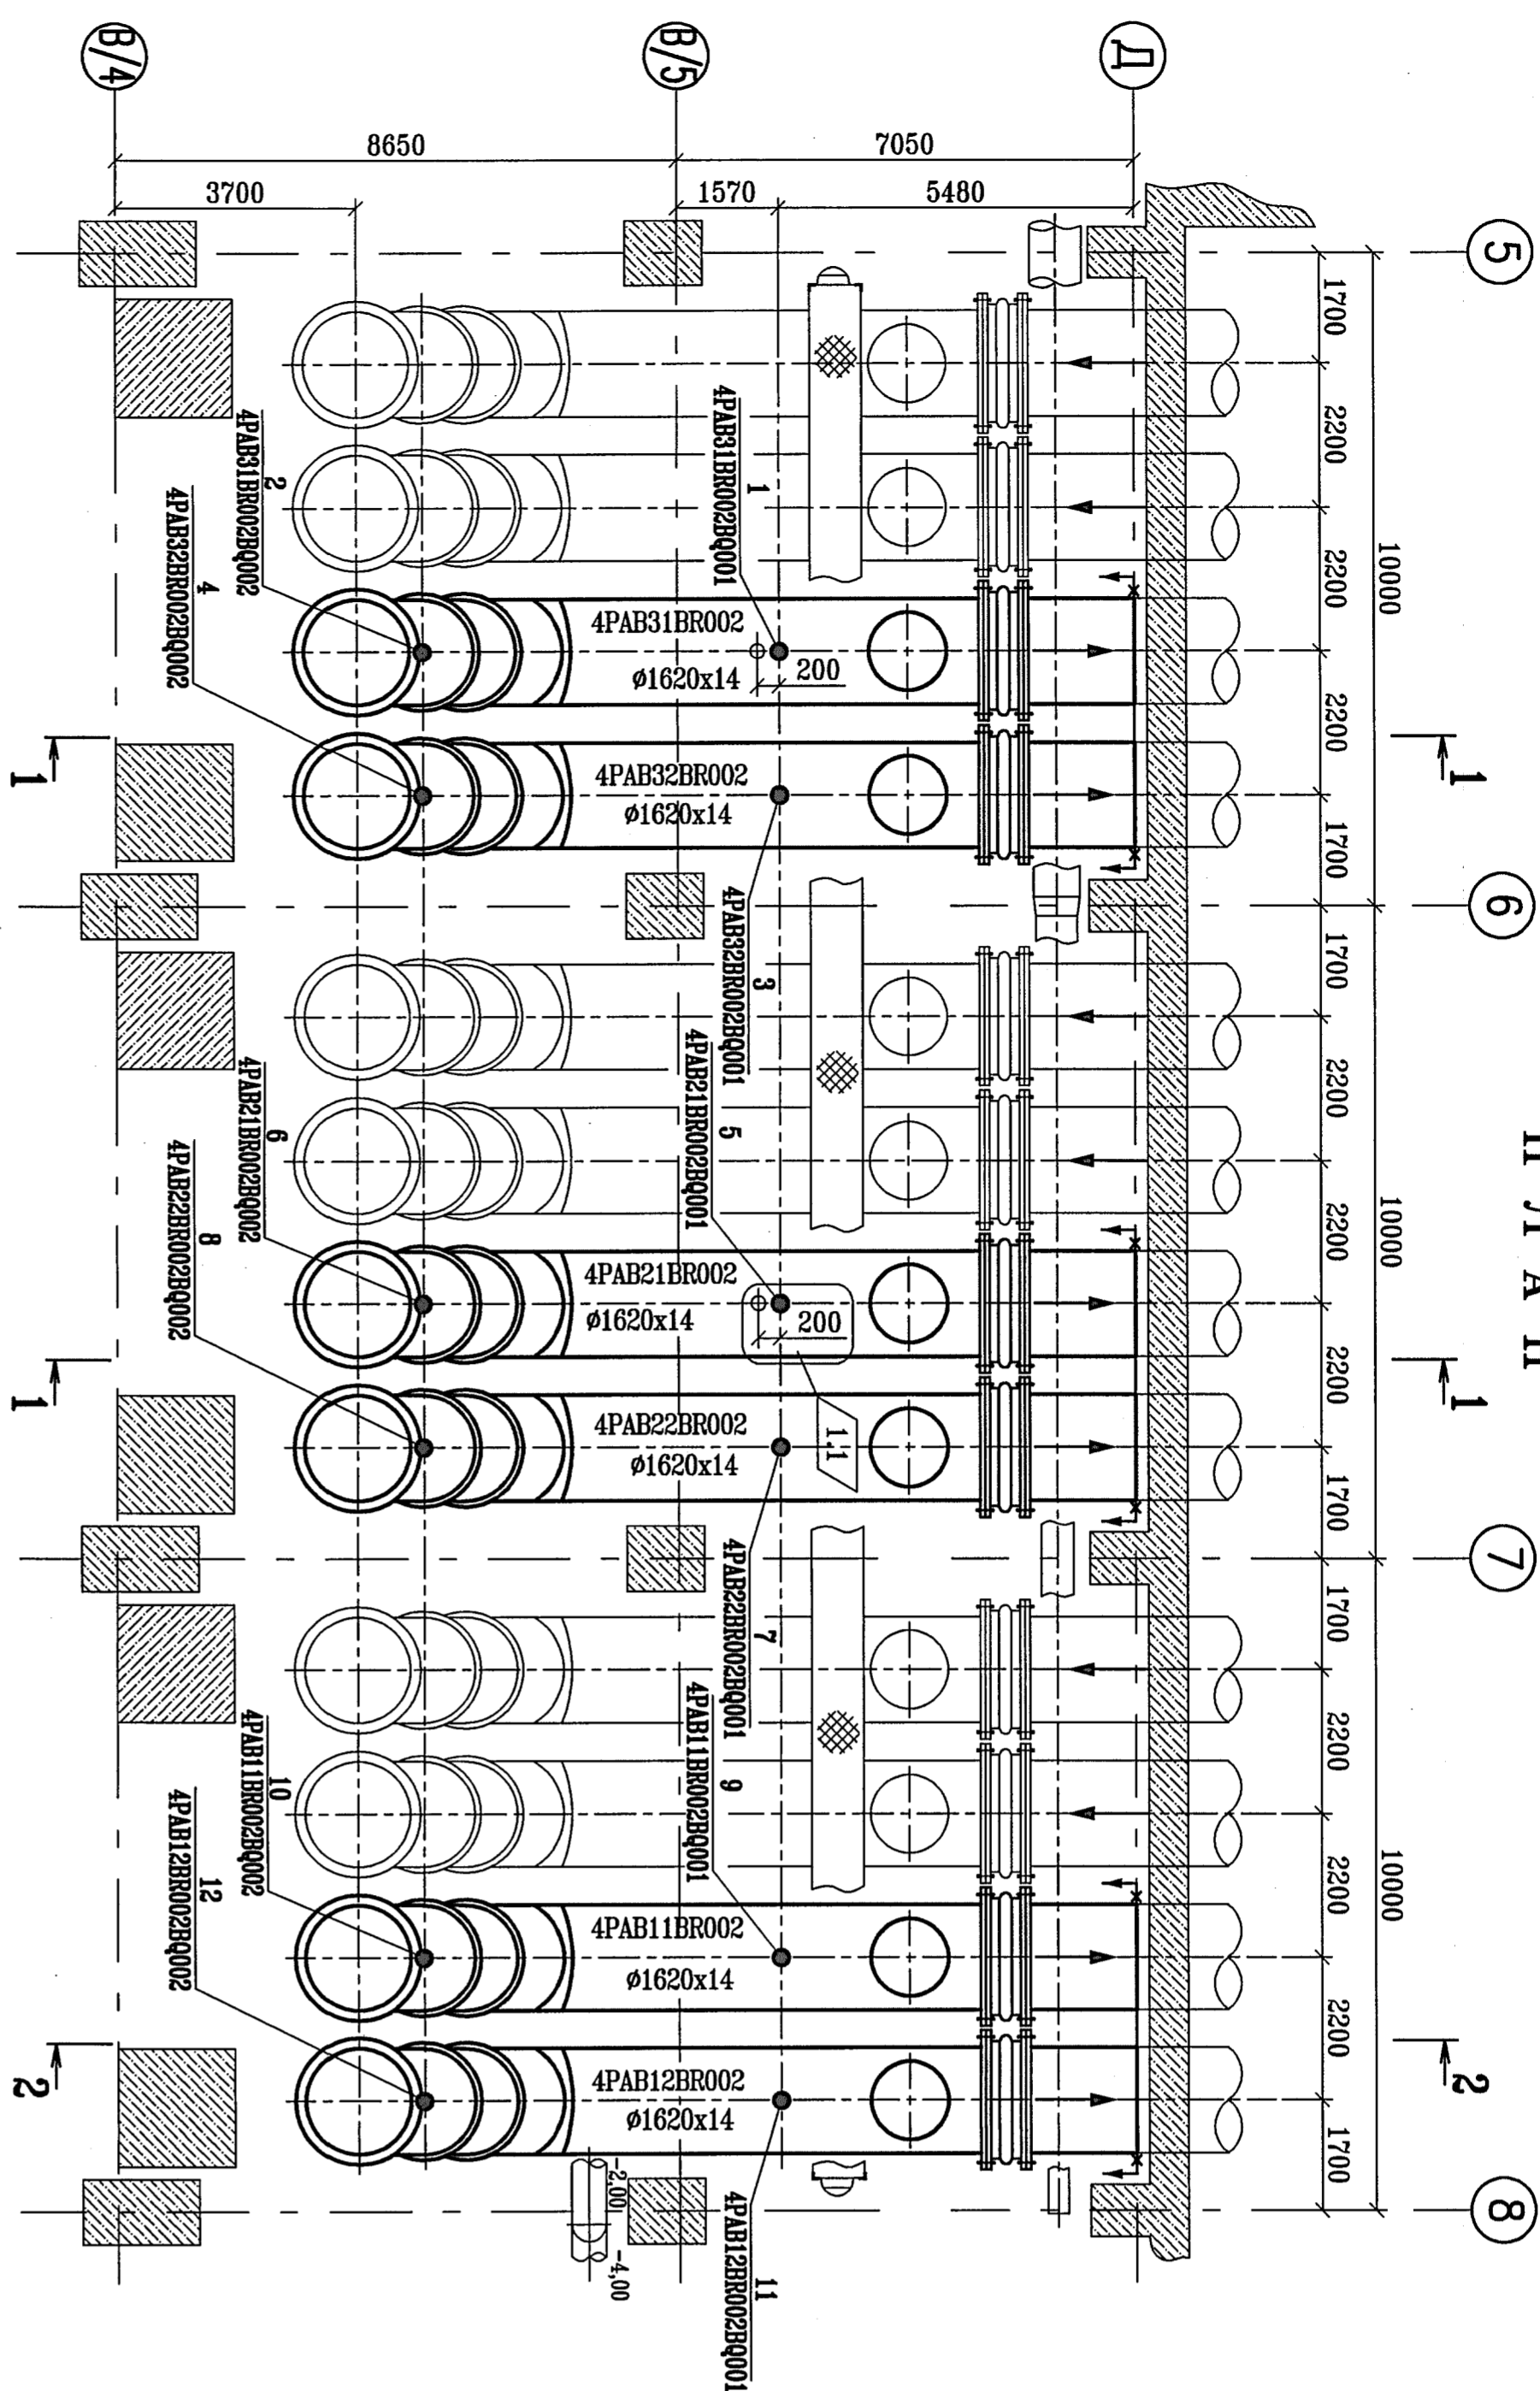 В/4
В/5
Д
8650
7050
3700
1570
5480
5
6
7
8
10000
10000
10000
1700
2200
2200
2200
1700
1700
2200
2200
2200
1700
1700
2200
2200
2200
1700
1
4PAB31BR002BQ001
2
4PAB31BR002BQ002
4
4PAB32BR002BQ002
4PAB31BR002
ø1620x14
200
4PAB32BR002
ø1620x14
1
1
3
4PAB32BR002BQ001
5
4PAB21BR002BQ001
6
4PAB21BR002BQ002
8
4PAB22BR002BQ002
4PAB21BR002
ø1620x14
200
1.1
4PAB22BR002
ø1620x14
1
1
7
4PAB22BR002BQ001
9
4PAB11BR002BQ001
10
4PAB11BR002BQ002
12
4PAB12BR002BQ002
4PAB11BR002
ø1620x14
4PAB12BR002
ø1620x14
2
2
-2,00
-4,00
11
4PAB12BR002BQ001